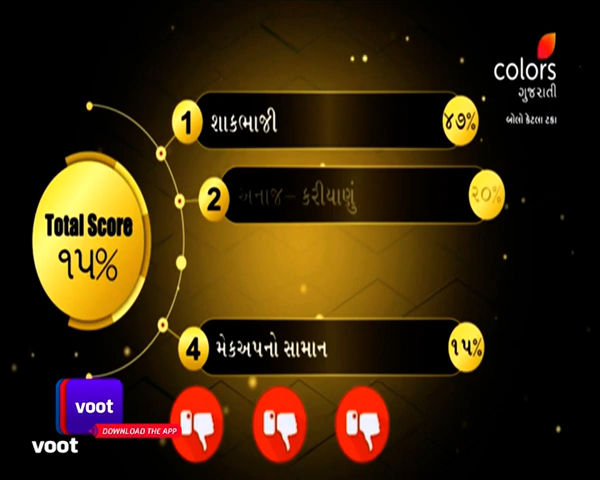 colors
ગુજરાતી
બોલો કેટલા ટકા
1 શાકભાજી ૪૭%
2 અનાજ- કરીયાણું ૨૦%
Total Score
૧૫%
4 મેકઅપનો સામાન ૧૫%
voot
DOWNLOAD THE APP
voot